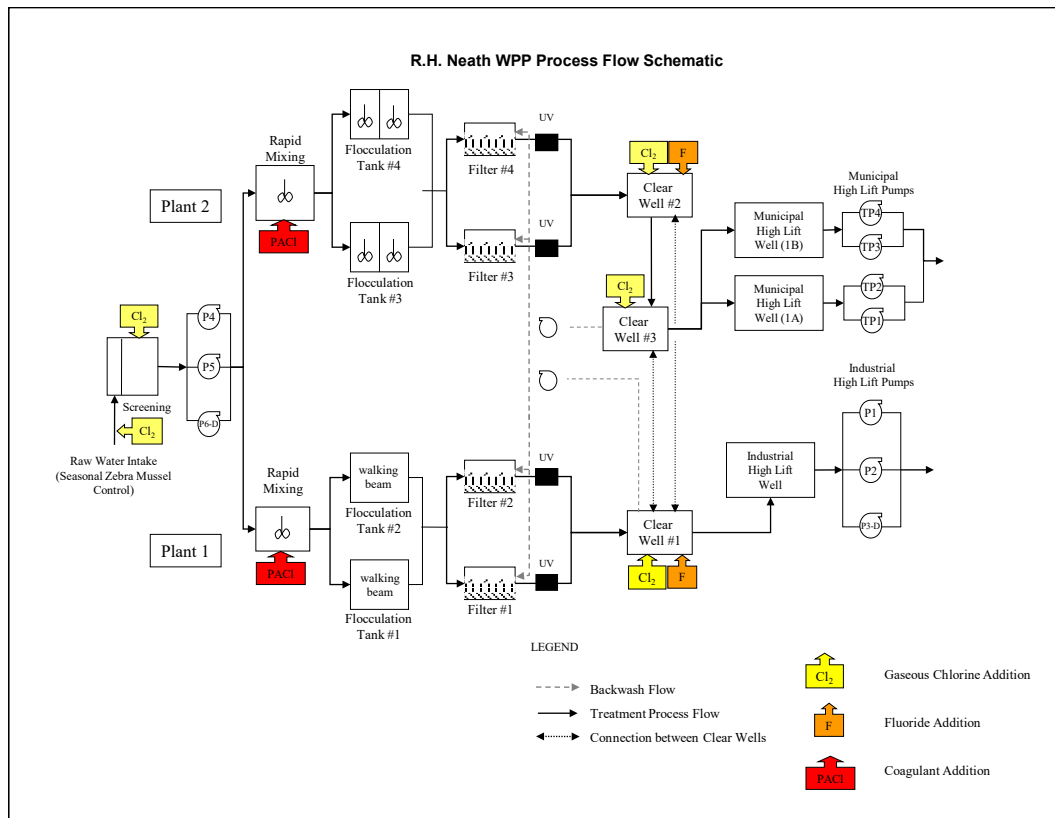 R.H. Neath WPP Process Flow Schematic
Plant 2
Rapid
Mixing
PACl
Flocculation
Tank #4
Flocculation
Tank #3
Filter #4
Filter #3
UV
UV
Cl2
F
Clear
Well #2
Cl2
Clear
Well #3
Municipal
High Lift
Well (1B)
Municipal
High Lift
Well (1A)
Municipal
High Lift Pumps
TP4
TP3
TP2
TP1
Cl2
Screening
Cl2
Raw Water Intake
(Seasonal Zebra Mussel
Control)
P4
P5
P6-D
Plant 1
Rapid
Mixing
PACl
walking
beam
Flocculation
Tank #2
walking
beam
Flocculation
Tank #1
Filter #2
Filter #1
UV
UV
Clear
Well #1
Cl2
F
Industrial
High Lift
Well
Industrial
High Lift Pumps
P1
P2
P3-D
LEGEND
Backwash Flow
Treatment Process Flow
Connection between Clear Wells
Cl2
Gaseous Chlorine Addition
F
Fluoride Addition
PACl
Coagulant Addition